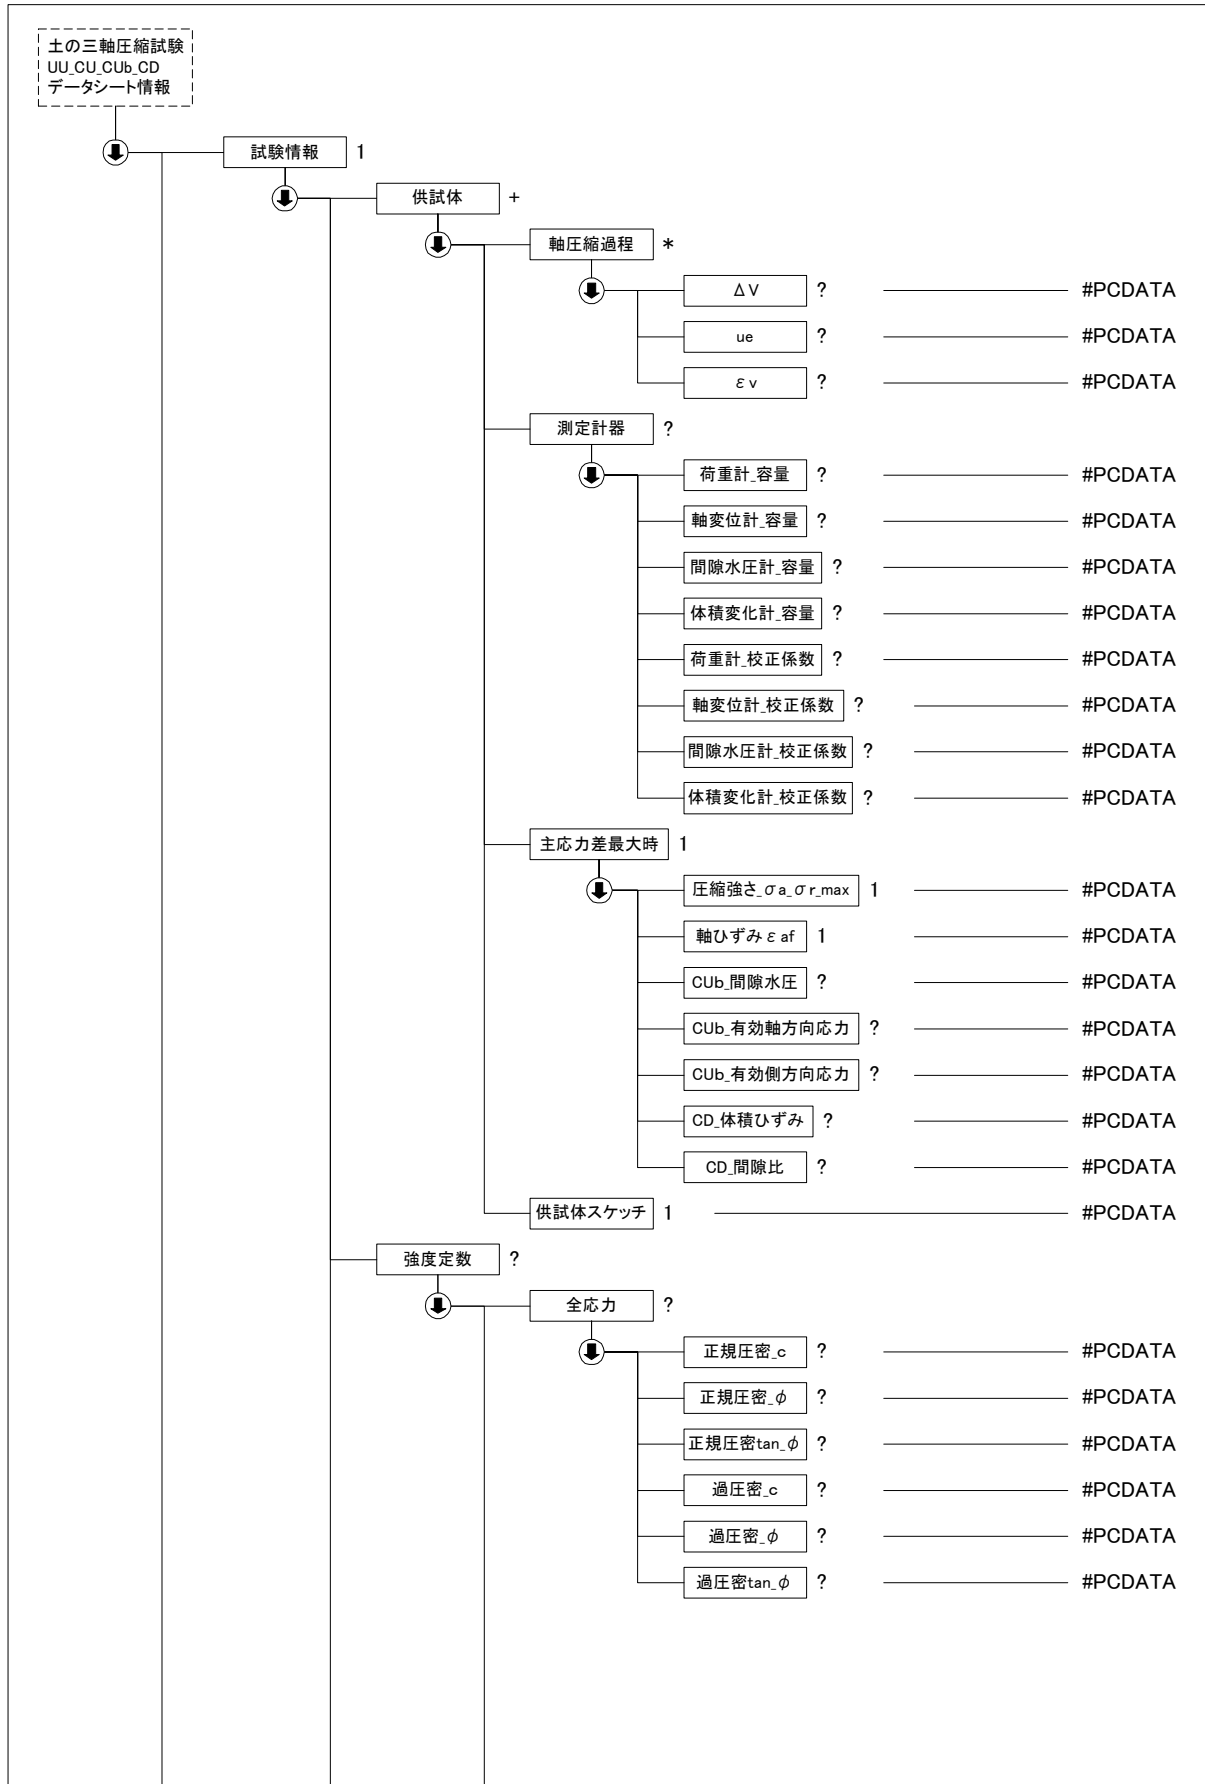 土の三軸圧縮試験
UU_CU_CUb_CD
データシート情報
試験情報 1
供試体 +
軸圧縮過程 *
ΔV ? #PCDATA
ue ? #PCDATA
εv ? #PCDATA
測定計器 ?
荷重計_容量 ? #PCDATA
軸変位計_容量 ? #PCDATA
間隙水圧計_容量 ? #PCDATA
体積変化計_容量 ? #PCDATA
荷重計_校正係数 ? #PCDATA
軸変位計_校正係数 ? #PCDATA
間隙水圧計_校正係数 ? #PCDATA
体積変化計_校正係数 ? #PCDATA
主応力差最大時 1
圧縮強さ_σa_σr_max 1 #PCDATA
軸ひずみεaf 1 #PCDATA
CUb_間隙水圧 ? #PCDATA
CUb_有効軸方向応力 ? #PCDATA
CUb_有効側方向応力 ? #PCDATA
CD_体積ひずみ ? #PCDATA
CD_間隙比 ? #PCDATA
供試体スケッチ 1 #PCDATA
強度定数 ?
全応力 ?
正規圧密_c ? #PCDATA
正規圧密_φ ? #PCDATA
正規圧密tan_φ ? #PCDATA
過圧密_c ? #PCDATA
過圧密_φ ? #PCDATA
過圧密tan_φ ? #PCDATA